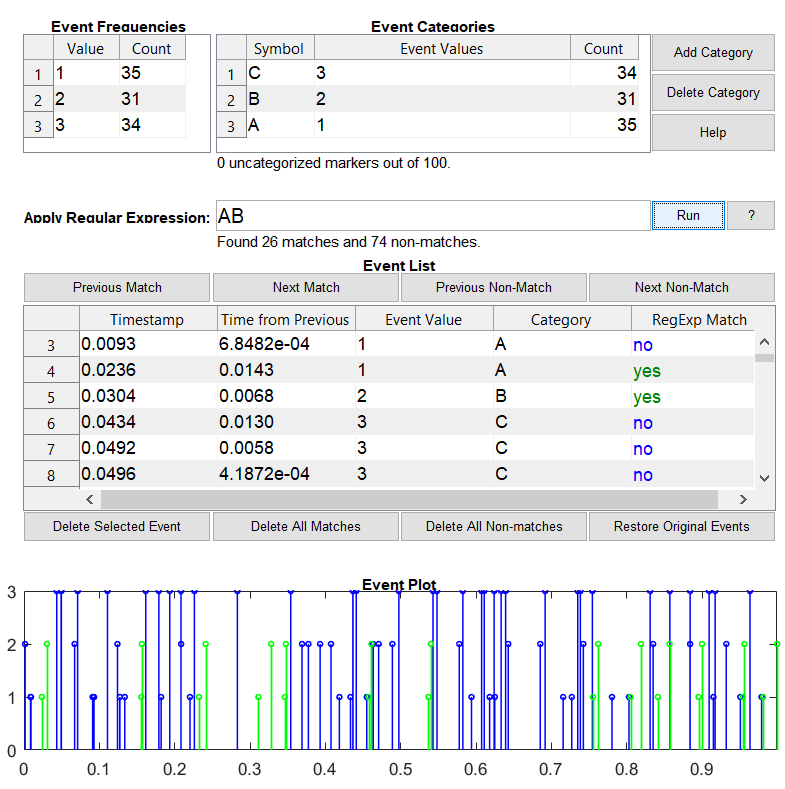 Event Frequencies
Event Categories
Value Count
1 1 35
2 2 31
3 3 34
Symbol Event Values Count
1 C 3 34
2 B 2 31
3 A 1 35
Add Category
Delete Category
Help
0 uncategorized markers out of 100.
Apply Regular Expression: AB Run ?
Found 26 matches and 74 non-matches.
Event List
Previous Match Next Match Previous Non-Match Next Non-Match
Timestamp Time from Previous Event Value Category RegExp Match
3 0.0093 6.8482e-04 1 A no
4 0.0236 0.0143 1 A yes
5 0.0304 0.0068 2 B yes
6 0.0434 0.0130 3 C no
7 0.0492 0.0058 3 C no
8 0.0496 4.1872e-04 3 C no
Delete Selected Event Delete All Matches Delete All Non-matches Restore Original Events
Event Plot
3
2
1
0
0 0.1 0.2 0.3 0.4 0.5 0.6 0.7 0.8 0.9